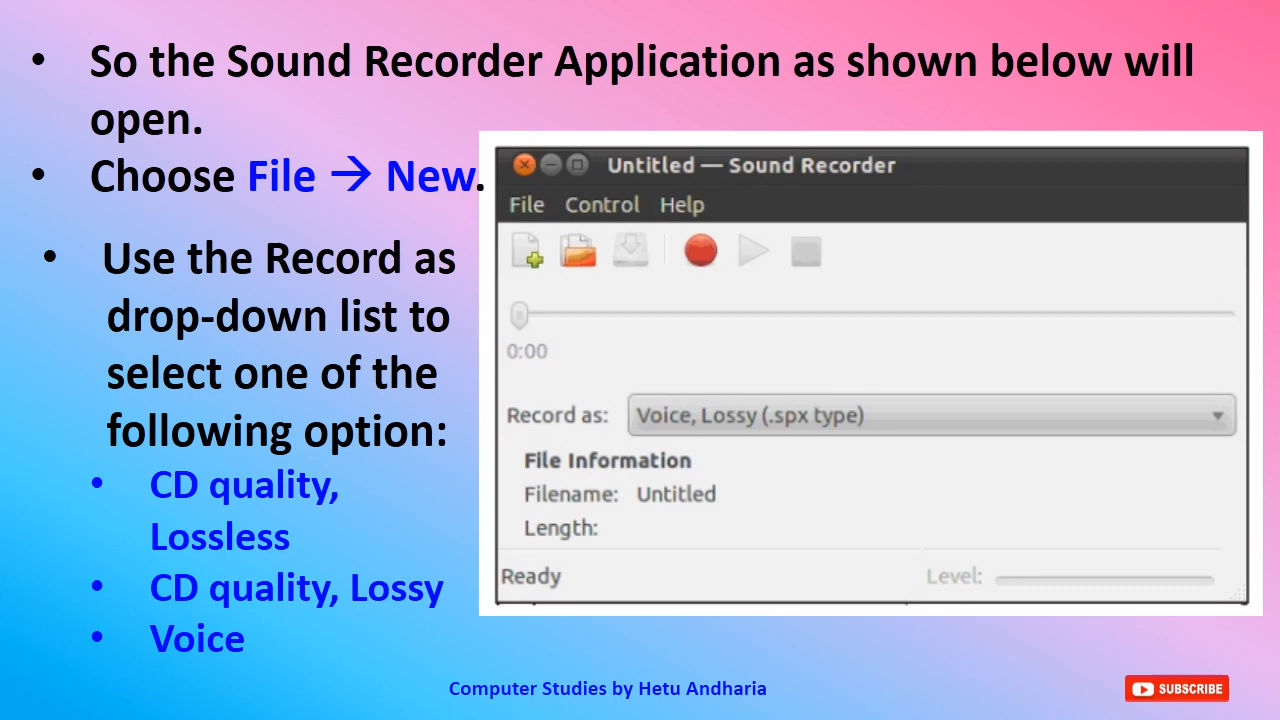 • So the Sound Recorder Application as shown below will
open.
• Choose File → New.
• Use the Record as
drop-down list to
select one of the
following option:
• CD quality,
Lossless
• CD quality, Lossy
• Voice
Untitled — Sound Recorder
File Control Help
0:00
Record as: Voice, Lossy (.spx type)
File Information
Filename: Untitled
Length:
Ready Level:
Computer Studies by Hetu Andharia
SUBSCRIBE